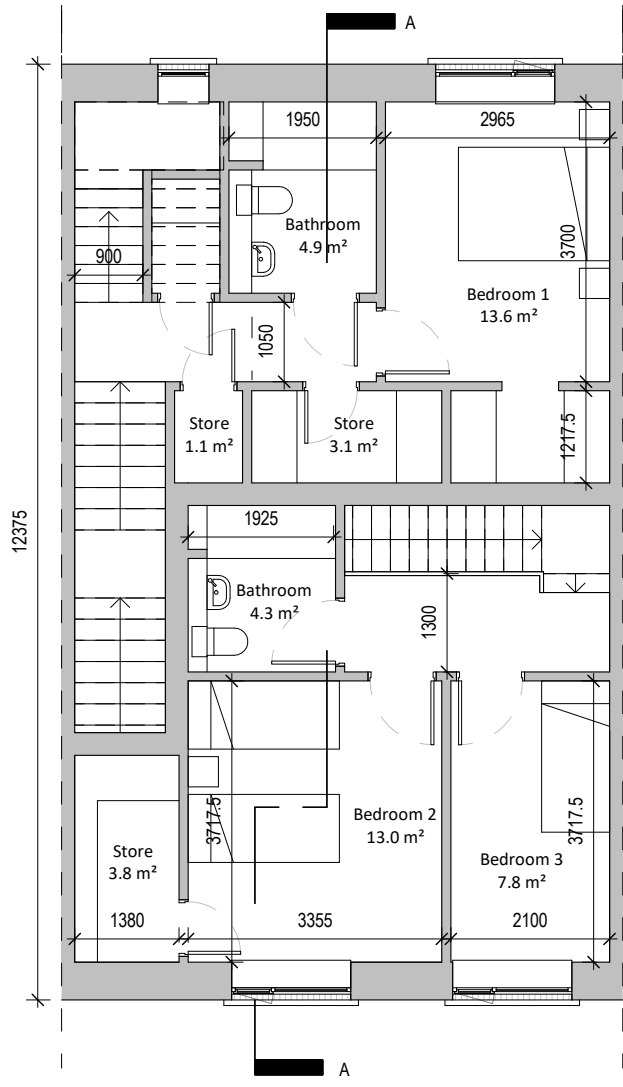 A
1950
2965
Bathroom
4.9 m²
900
3700
Bedroom 1
13.6 m²
1050
Store
1.1 m²
Store
3.1 m²
1217.5
12375
1925
Bathroom
4.3 m²
1300
3717.5
Bedroom 2
13.0 m²
3717.5
Store
3.8 m²
Bedroom 3
7.8 m²
1380
3355
2100
A